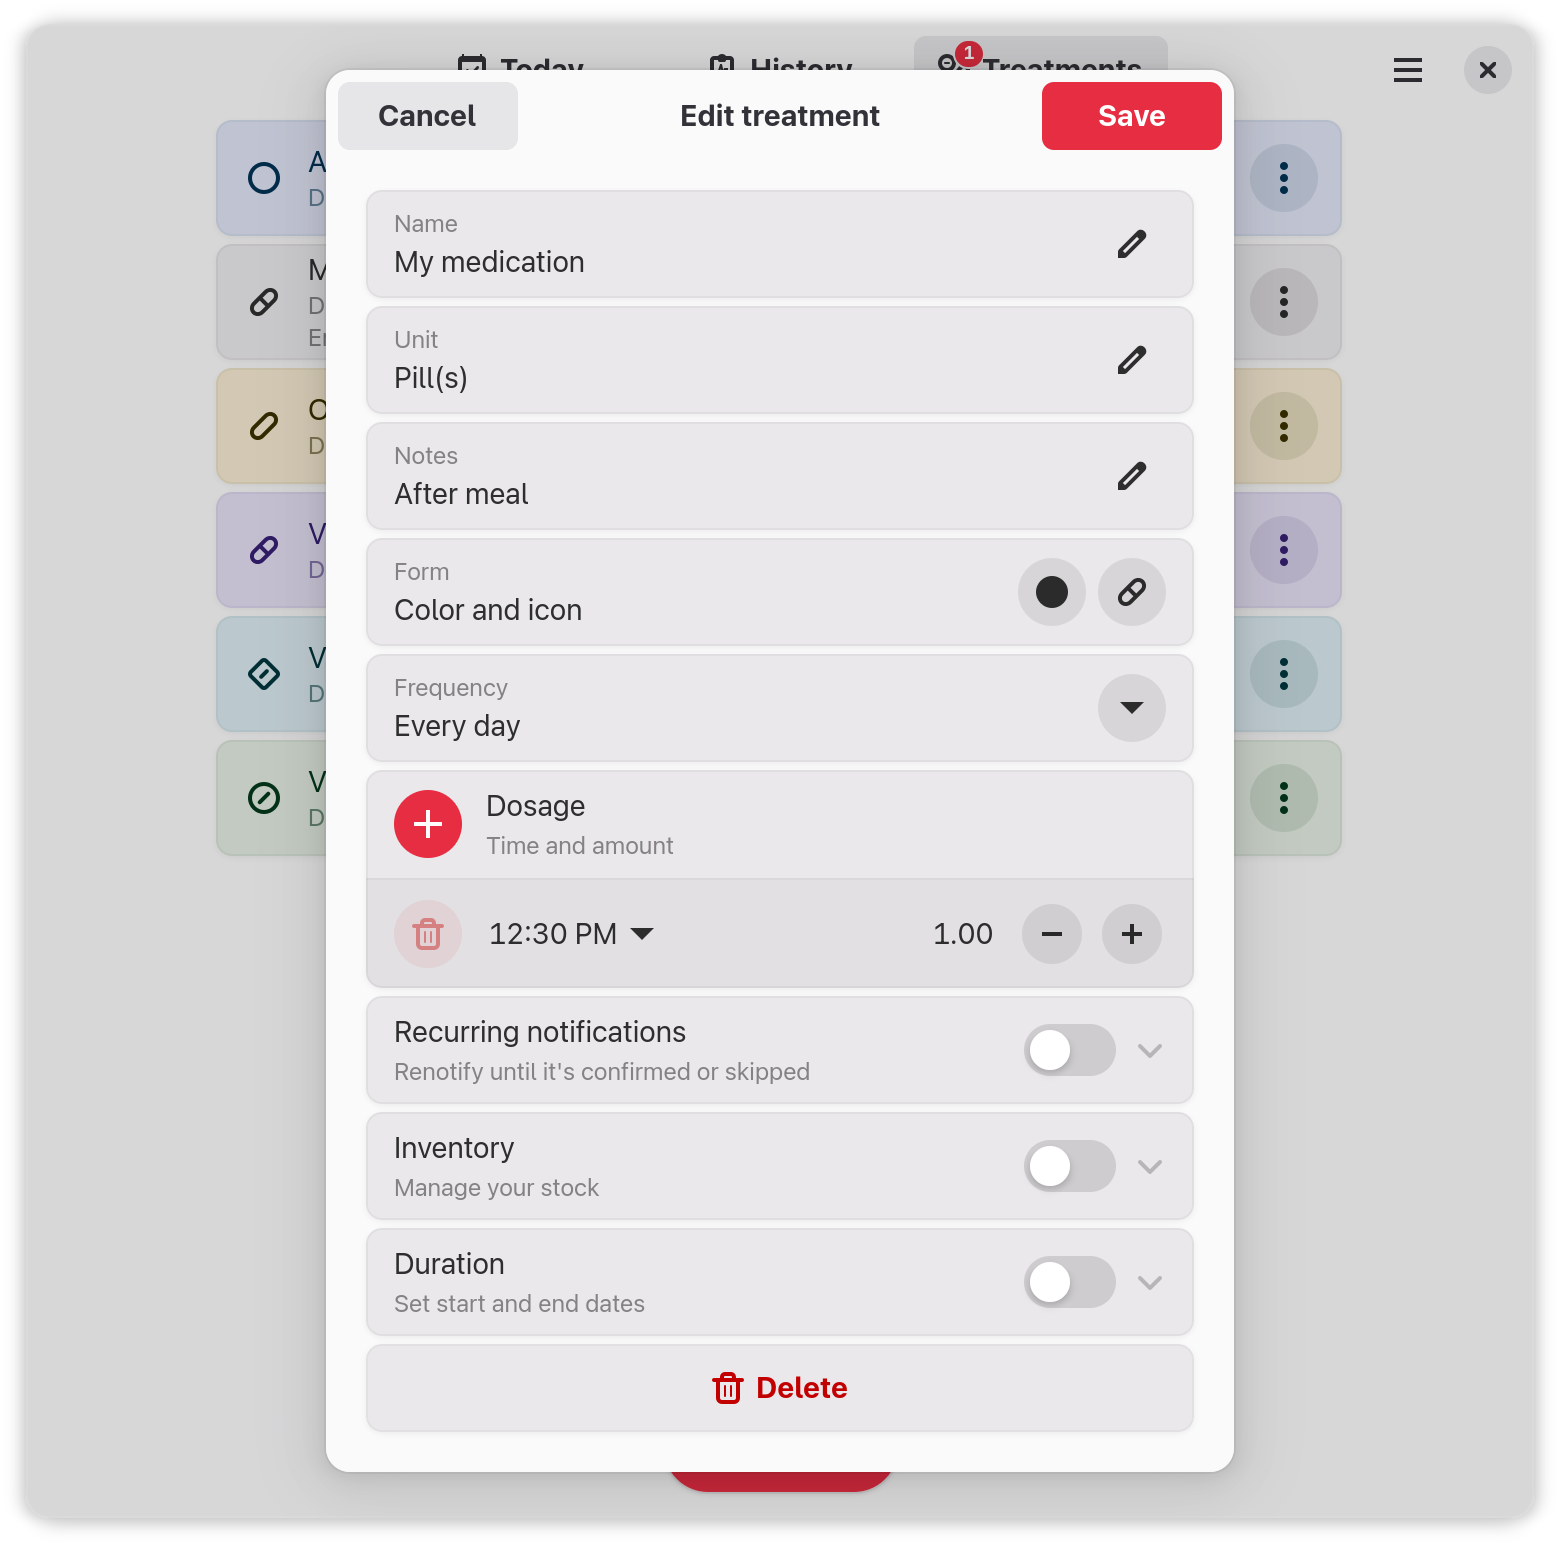 Today
History
1
Treatments
Cancel
Edit treatment
Save
Name
My medication
Unit
Pill(s)
Notes
After meal
Form
Color and icon
Frequency
Every day
Dosage
Time and amount
12:30 PM
1.00
Recurring notifications
Renotify until it's confirmed or skipped
Inventory
Manage your stock
Duration
Set start and end dates
Delete